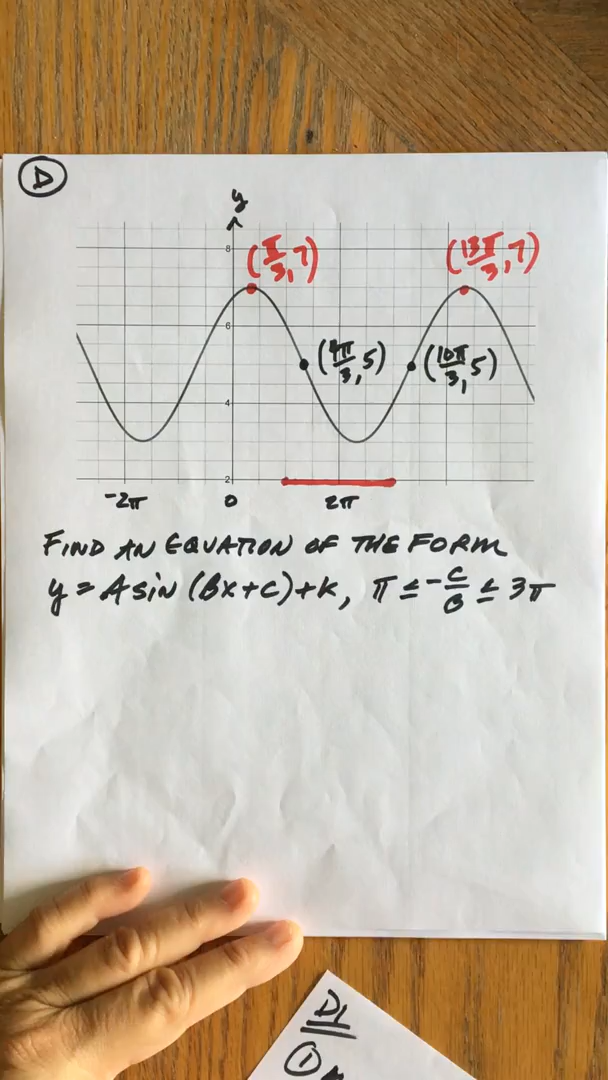 D
y
8
(π/3, 7)
(13π/3, 7)
6
(4π/3, 5)
(10π/3, 5)
4
2
-2π
0
2π
FIND AN EQUATION OF THE FORM
y = A sin (Bx+C)+K, π ≤ -C/B ≤ 3π
D1
1